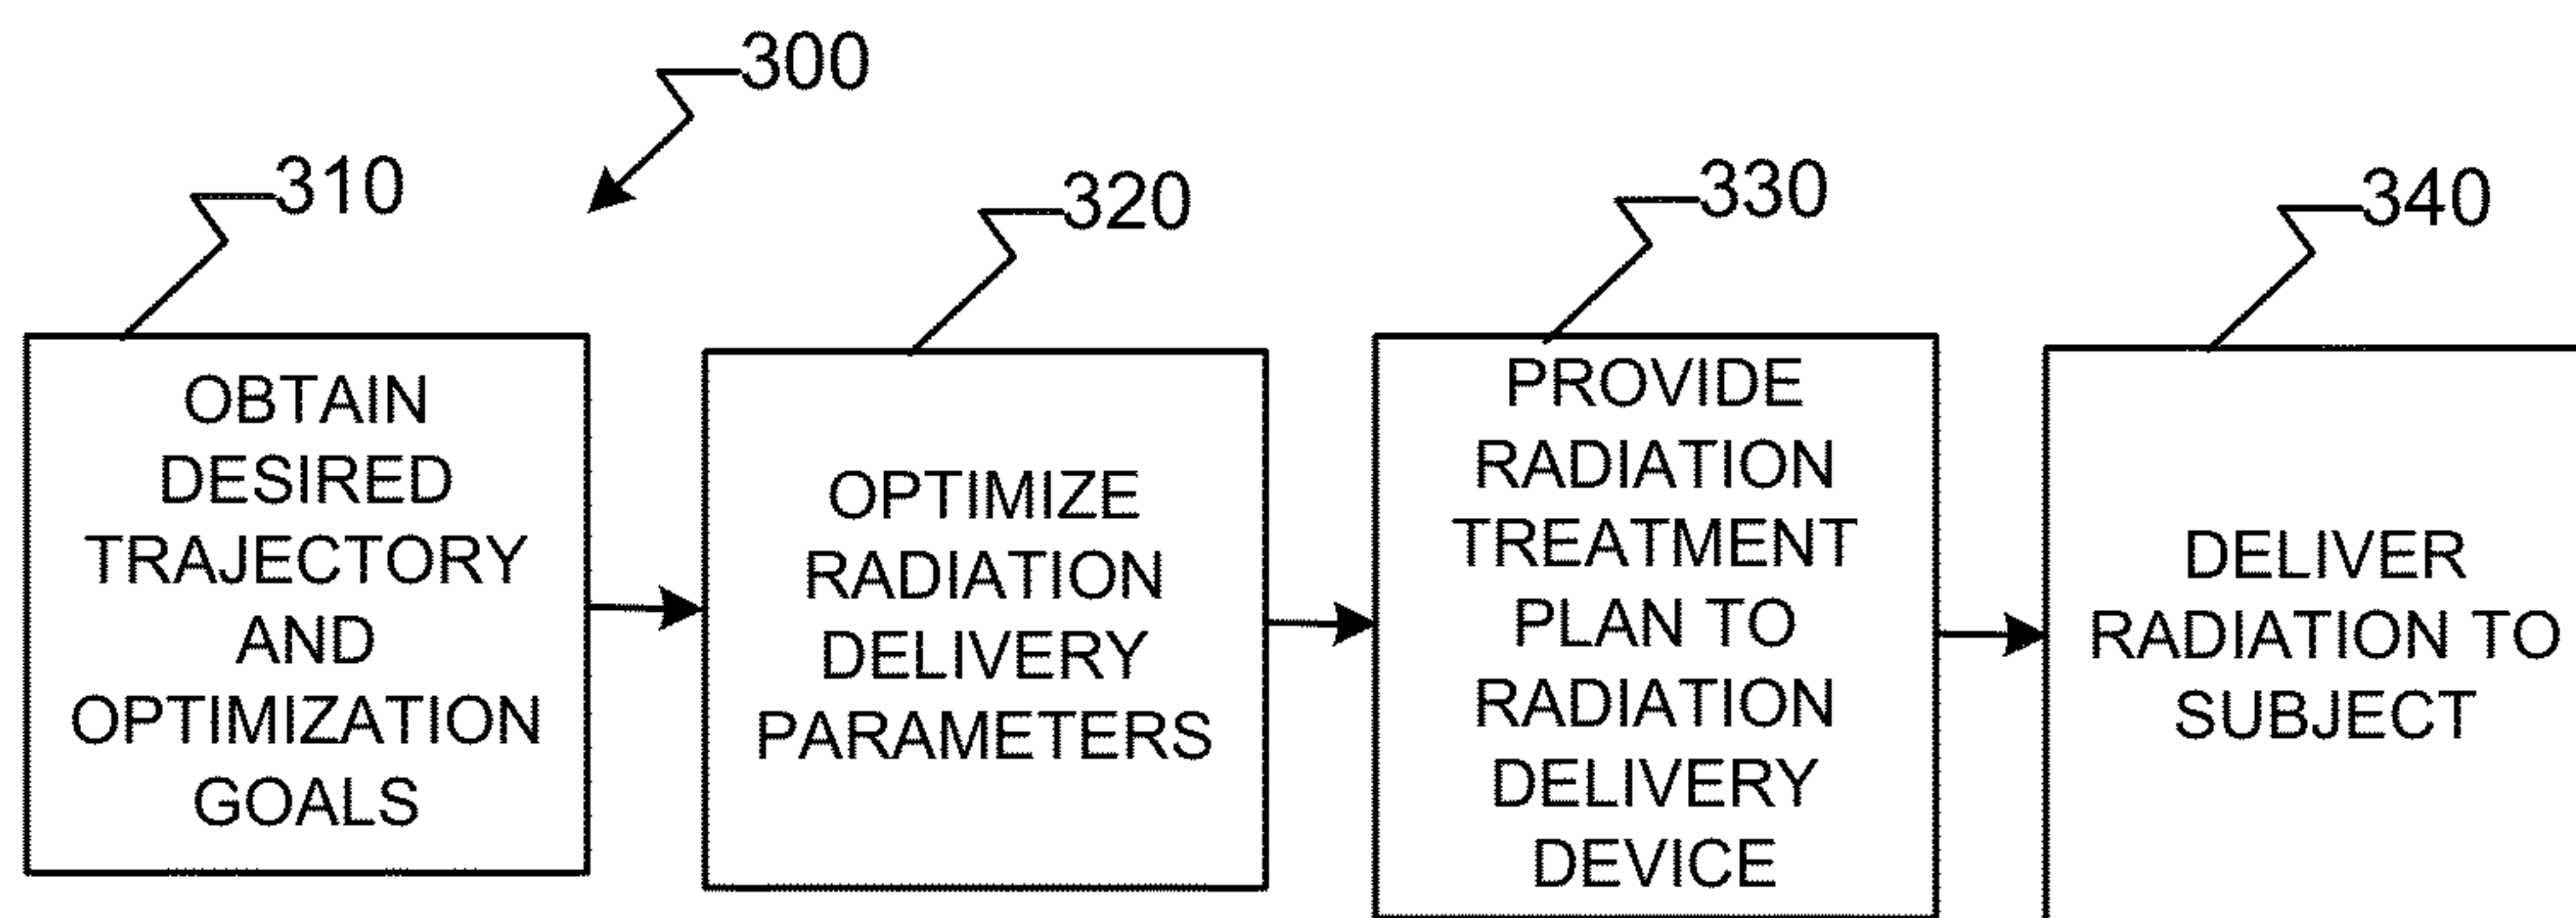 300
310
OBTAIN
DESIRED
TRAJECTORY
AND
OPTIMIZATION
GOALS
320
OPTIMIZE
RADIATION
DELIVERY
PARAMETERS
330
PROVIDE
RADIATION
TREATMENT
PLAN TO
RADIATION
DELIVERY
DEVICE
340
DELIVER
RADIATION TO
SUBJECT